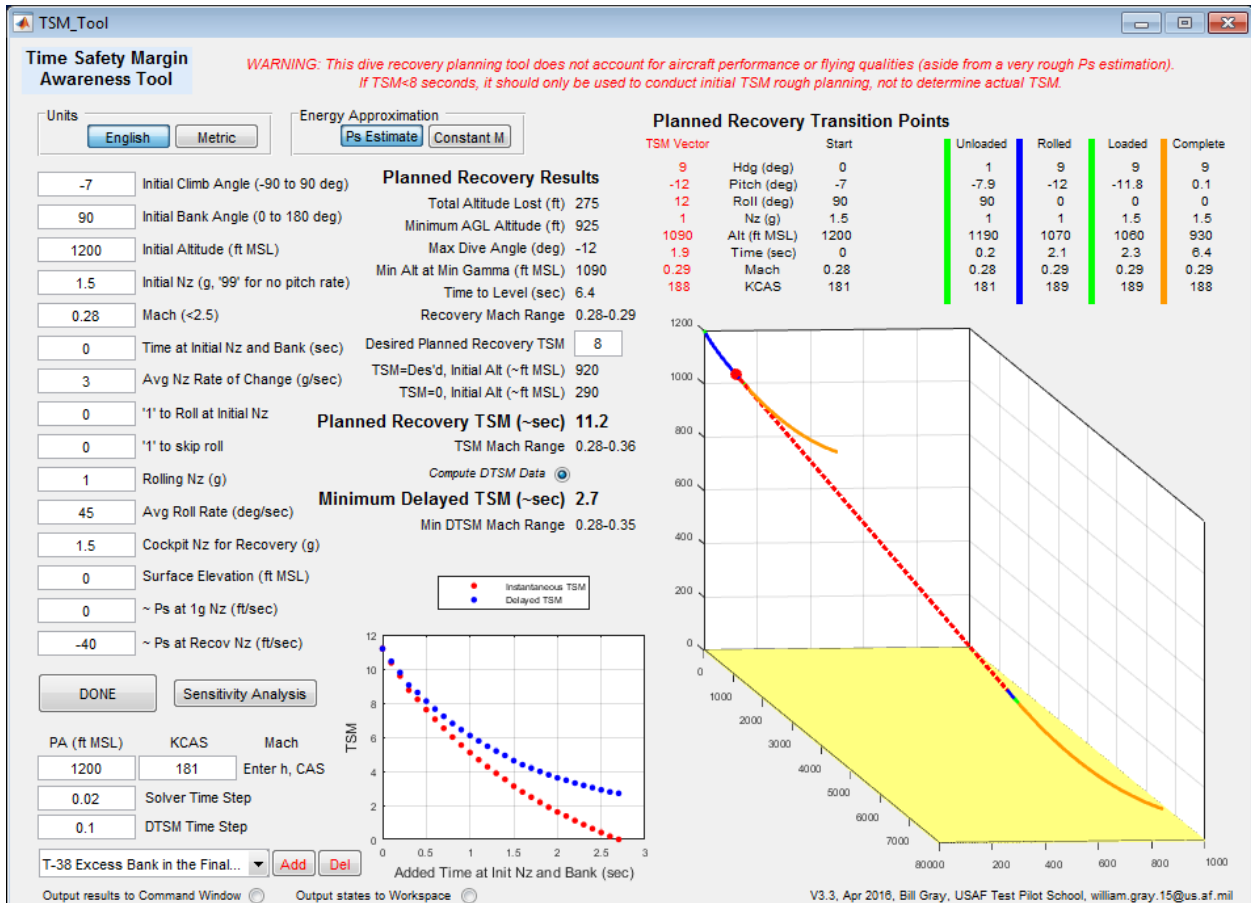 TSM_Tool
Time Safety Margin
Awareness Tool
WARNING: This dive recovery planning tool does not account for aircraft performance or flying qualities (aside from a very rough Ps estimation).
If TSM<8 seconds, it should only be used to conduct initial TSM rough planning, not to determine actual TSM.
Units
English Metric
Energy Approximation
Ps Estimate Constant M
-7 Initial Climb Angle (-90 to 90 deg)
90 Initial Bank Angle (0 to 180 deg)
1200 Initial Altitude (ft MSL)
1.5 Initial Nz (g, '99' for no pitch rate)
0.28 Mach (<2.5)
0 Time at Initial Nz and Bank (sec)
3 Avg Nz Rate of Change (g/sec)
0 '1' to Roll at Initial Nz
0 '1' to skip roll
1 Rolling Nz (g)
45 Avg Roll Rate (deg/sec)
1.5 Cockpit Nz for Recovery (g)
0 Surface Elevation (ft MSL)
0 ~ Ps at 1g Nz (ft/sec)
-40 ~ Ps at Recov Nz (ft/sec)
DONE Sensitivity Analysis
PA (ft MSL) KCAS Mach
1200 181 Enter h, CAS
0.02 Solver Time Step
0.1 DTSM Time Step
T-38 Excess Bank in the Final... Add Del
Output results to Command Window Output states to Workspace
Planned Recovery Results
Total Altitude Lost (ft) 275
Minimum AGL Altitude (ft) 925
Max Dive Angle (deg) -12
Min Alt at Min Gamma (ft MSL) 1090
Time to Level (sec) 6.4
Recovery Mach Range 0.28-0.29
Desired Planned Recovery TSM 8
TSM=Des'd, Initial Alt (~ft MSL) 920
TSM=0, Initial Alt (~ft MSL) 290
Planned Recovery TSM (~sec) 11.2
TSM Mach Range 0.28-0.36
Compute DTSM Data
Minimum Delayed TSM (~sec) 2.7
Min DTSM Mach Range 0.28-0.35
Instantaneous TSM
Delayed TSM
12
10
8
6
4
2
0
TSM
0 0.5 1 1.5 2 2.5 3
Added Time at Init Nz and Bank (sec)
Planned Recovery Transition Points
TSM Vector Start Unloaded Rolled Loaded Complete
9 Hdg (deg) 0 1 9 9 9
-12 Pitch (deg) -7 -7.9 -12 -11.8 0.1
12 Roll (deg) 90 90 0 0 0
1 Nz (g) 1.5 1 1 1.5 1.5
1090 Alt (ft MSL) 1200 1190 1070 1060 930
1.9 Time (sec) 0 0.2 2.1 2.3 6.4
0.29 Mach 0.28 0.28 0.29 0.29 0.29
188 KCAS 181 181 189 189 188
1200
1000
800
600
400
200
0
0
1000
2000
3000
4000
5000
6000
7000
80000 200 400 600 800 1000
V3.3, Apr 2016, Bill Gray, USAF Test Pilot School, william.gray.15@us.af.mil